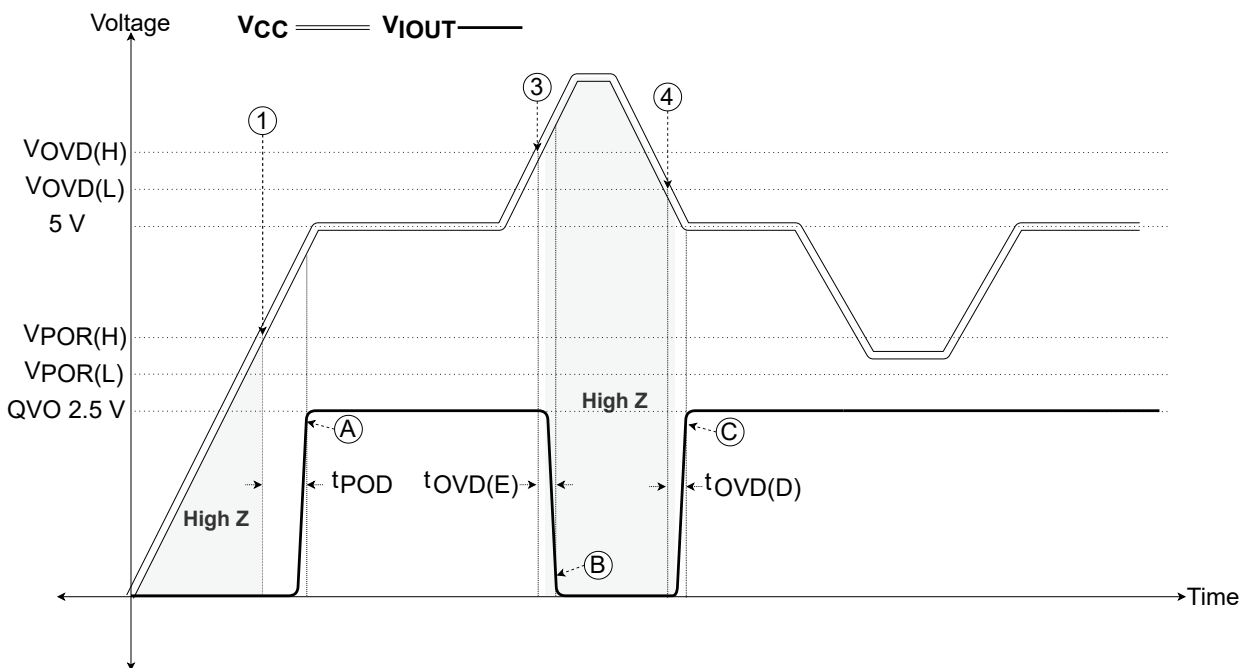 Voltage
VCC VIOUT
3
4
1
VOVD(H)
VOVD(L)
5 V
VPOR(H)
VPOR(L)
QVO 2.5 V
High Z
A
C
tPOD
tOVD(E)
tOVD(D)
High Z
B
Time